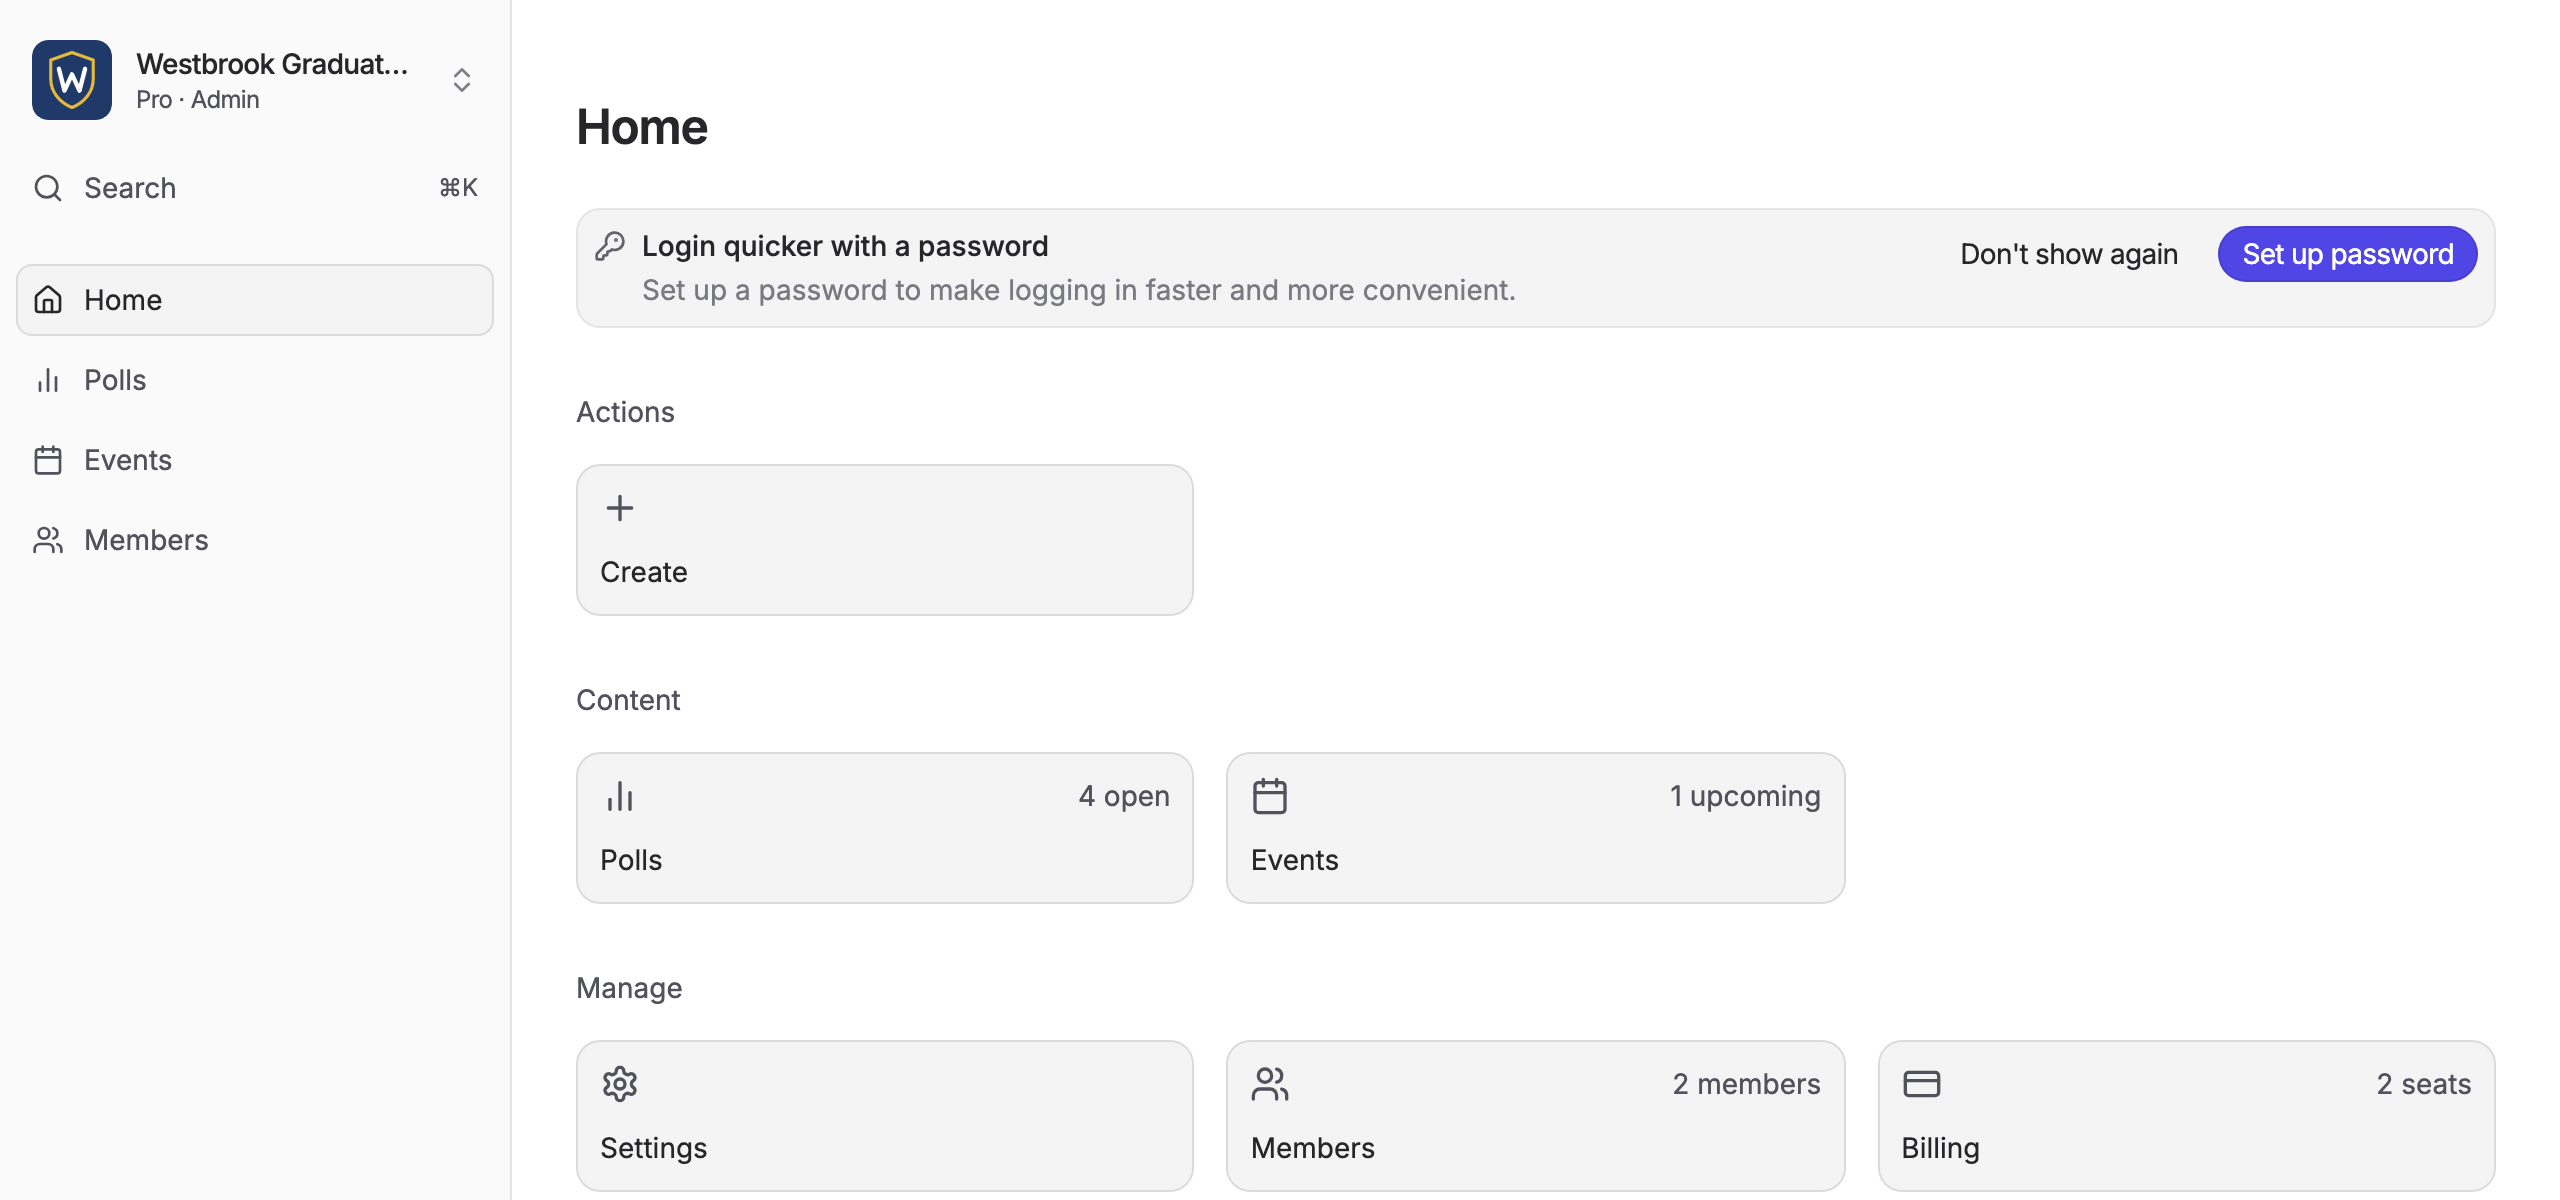 W
Westbrook Graduat...
Pro · Admin
Search ⌘K
Home
Polls
Events
Members
Home
Login quicker with a password
Set up a password to make logging in faster and more convenient.
Don't show again
Set up password
Actions
Create
Content
4 open
Polls
1 upcoming
Events
Manage
Settings
2 members
Members
2 seats
Billing